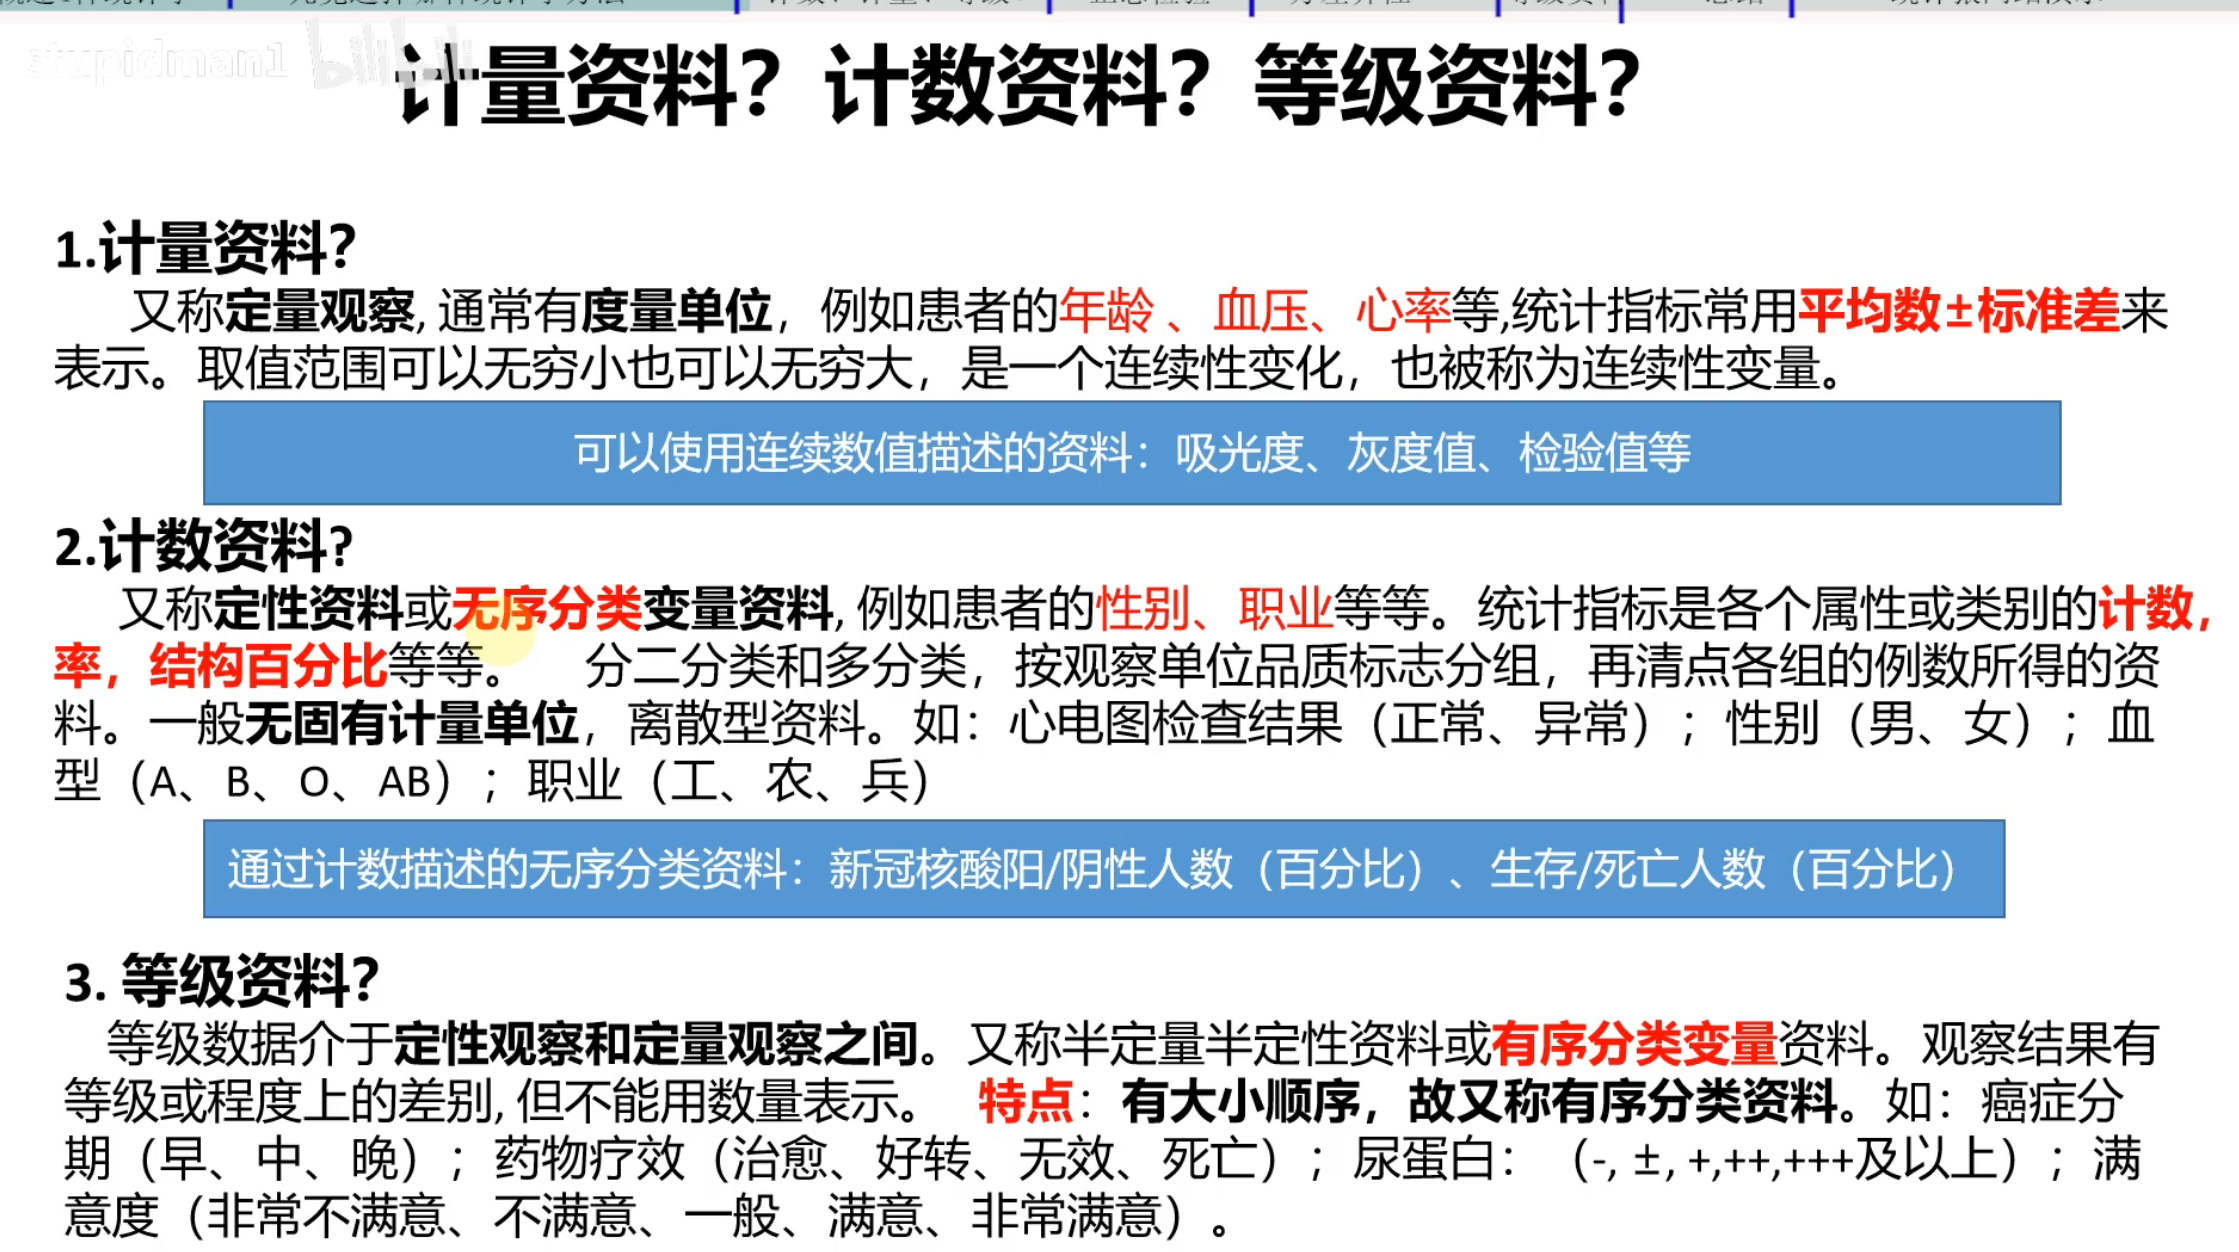 stupidman1 bilibili
计量资料？计数资料？等级资料？
1.计量资料?
又称定量观察,通常有度量单位，例如患者的年龄 、血压、心率等,统计指标常用平均数±标准差来
表示。取值范围可以无穷小也可以无穷大，是一个连续性变化，也被称为连续性变量。
可以使用连续数值描述的资料：吸光度、灰度值、检验值等
2.计数资料?
又称定性资料或无序分类变量资料,例如患者的性别、职业等等。统计指标是各个属性或类别的计数，
率，结构百分比等等。 分二分类和多分类，按观察单位品质标志分组，再清点各组的例数所得的资
料。一般无固有计量单位，离散型资料。如：心电图检查结果（正常、异常）；性别（男、女）；血
型（A、B、O、AB）；职业（工、农、兵）
通过计数描述的无序分类资料：新冠核酸阳/阴性人数（百分比）、生存/死亡人数（百分比）
3. 等级资料?
等级数据介于定性观察和定量观察之间。又称半定量半定性资料或有序分类变量资料。观察结果有
等级或程度上的差别,但不能用数量表示。 特点：有大小顺序，故又称有序分类资料。如：癌症分
期（早、中、晚）；药物疗效（治愈、好转、无效、死亡）；尿蛋白：（-, ±, +,++,+++及以上）；满
意度（非常不满意、不满意、一般、满意、非常满意）。